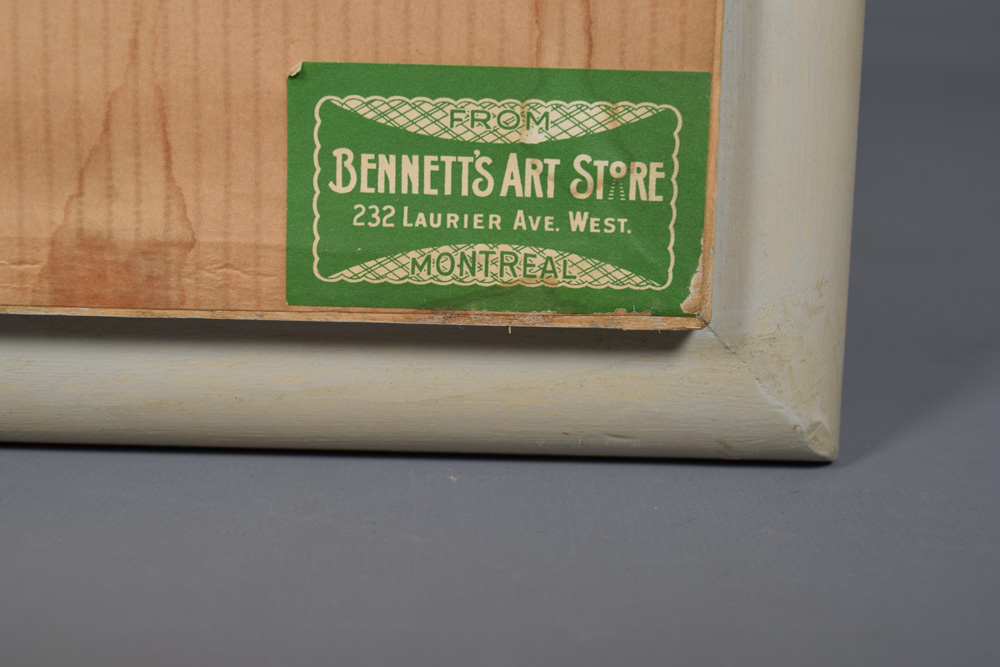 FROM
BENNETT'S ART STORE
232 LAURIER AVE. WEST.
MONTREAL